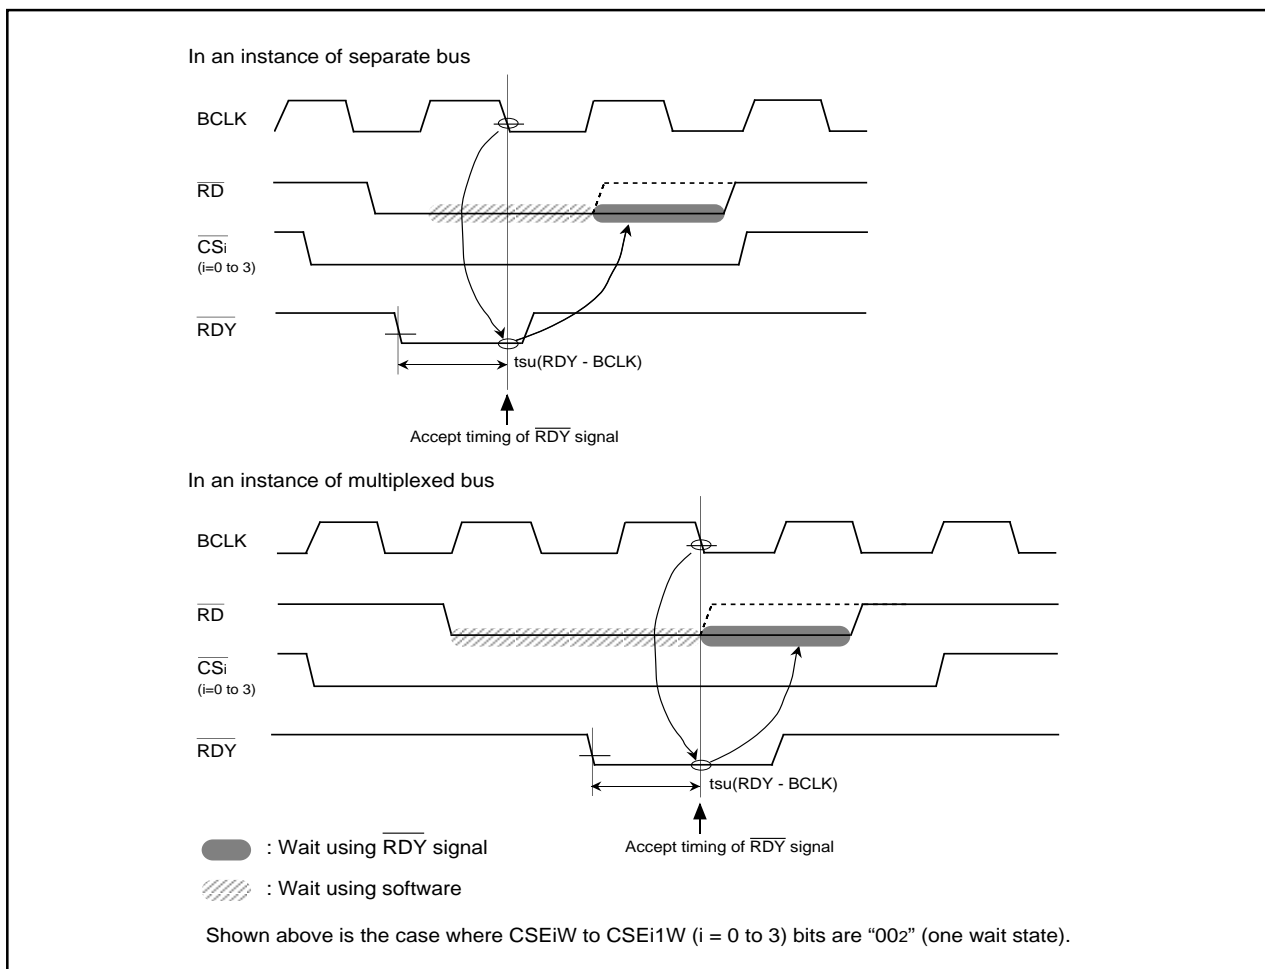 In an instance of separate bus
BCLK
RD
CSi
(i=0 to 3)
RDY
tsu(RDY - BCLK)
Accept timing of RDY signal
In an instance of multiplexed bus
BCLK
RD
CSi
(i=0 to 3)
RDY
tsu(RDY - BCLK)
Accept timing of RDY signal
: Wait using RDY signal
: Wait using software
Shown above is the case where CSEiW to CSEi1W (i = 0 to 3) bits are “002” (one wait state).